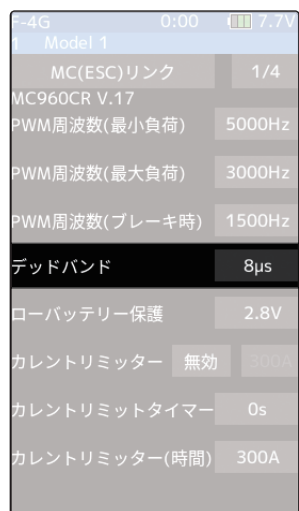 F-4G 0:00 7.7V
1 Model 1
MC(ESC)リンク 1/4
MC960CR V.17
PWM周波数(最小負荷) 5000Hz
PWM周波数(最大負荷) 3000Hz
PWM周波数(ブレーキ時) 1500Hz
デッドバンド 8μs
ローバッテリー保護 2.8V
カレントリミッター 無効 300A
カレントリミットタイマー 0s
カレントリミッター(時間) 300A